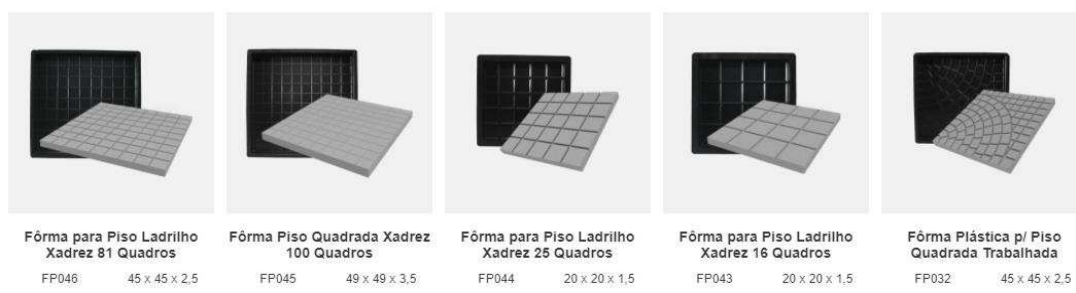 Fôrma para Piso Ladrilho
Xadrez 81 Quadros
FP046 45 x 45 x 2,5
Fôrma Piso Quadrada Xadrez
100 Quadros
FP045 49 x 49 x 3,5
Fôrma para Piso Ladrilho
Xadrez 25 Quadros
FP044 20 x 20 x 1,5
Fôrma para Piso Ladrilho
Xadrez 16 Quadros
FP043 20 x 20 x 1,5
Fôrma Plástica p/ Piso
Quadrada Trabalhada
FP032 45 x 45 x 2,5